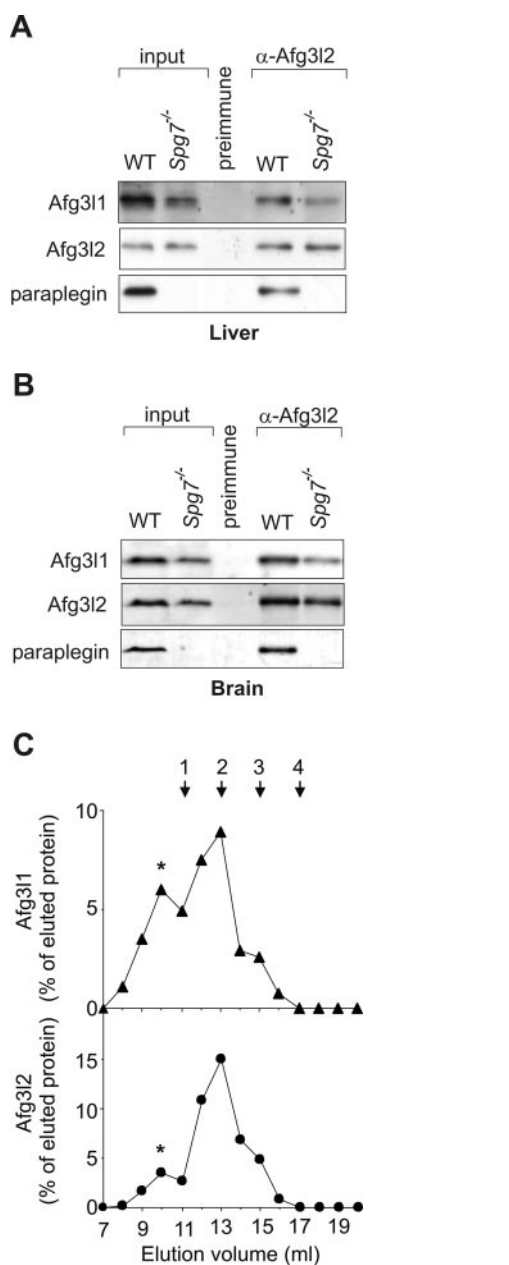 A
input
α-Afg3l2
WT
Spg7-/-
preimmune
WT
Spg7-/-
Afg3l1
Afg3l2
paraplegin
Liver
B
input
α-Afg3l2
WT
Spg7-/-
preimmune
WT
Spg7-/-
Afg3l1
Afg3l2
paraplegin
Brain
C
1 2 3 4
10
5
0
*
Afg3l1
(% of eluted protein)
15
10
5
0
*
Afg3l2
(% of eluted protein)
7 9 11 13 15 17 19
Elution volume (ml)